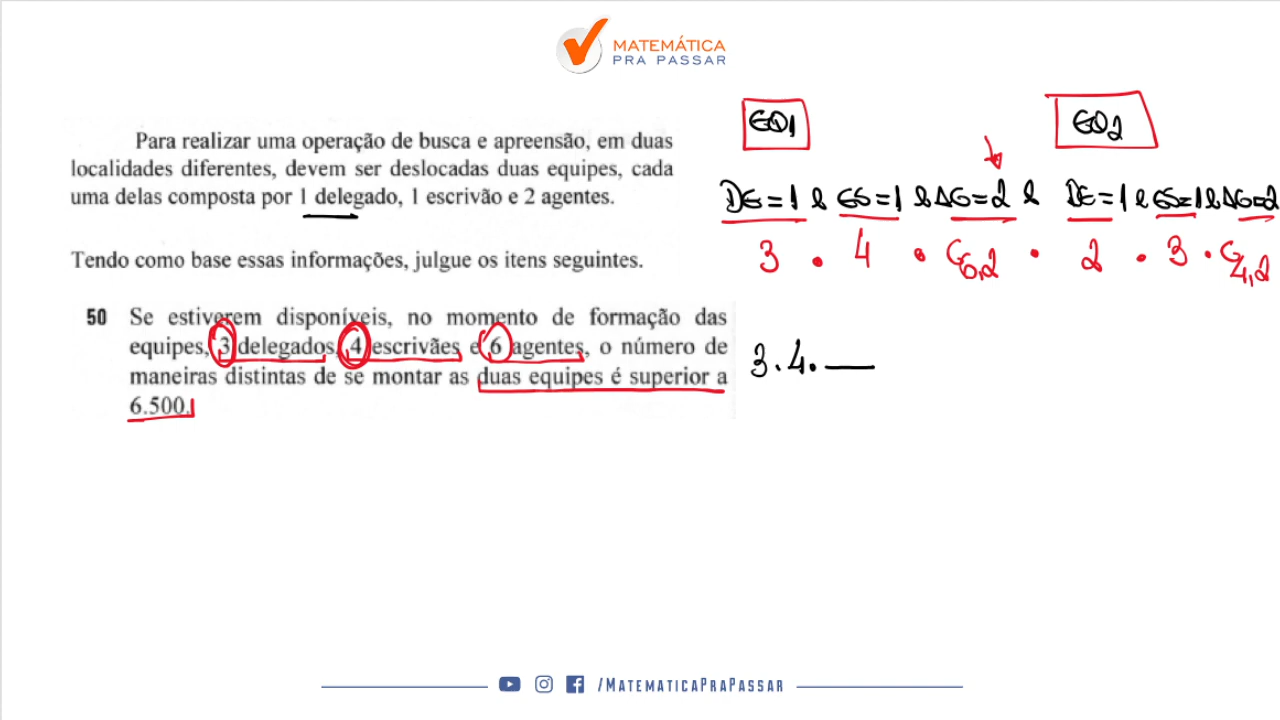 MATEMÁTICA
PRA PASSAR
EQ1
EQ2
Para realizar uma operação de busca e apreensão, em duas
localidades diferentes, devem ser deslocadas duas equipes, cada
uma delas composta por 1 delegado, 1 escrivão e 2 agentes.
DE=1 e ES=1 e AG=2 e DE=1 e ES=1 e AG=2
3 . 4 . C6,2 . 2 . 3 . C4,2
Tendo como base essas informações, julgue os itens seguintes.
50 Se estiverem disponíveis, no momento de formação das
equipes, 3 delegados, 4 escrivães e 6 agentes, o número de
maneiras distintas de se montar as duas equipes é superior a
6.500.
3.4.
/MATEMATICAPRAPASSAR